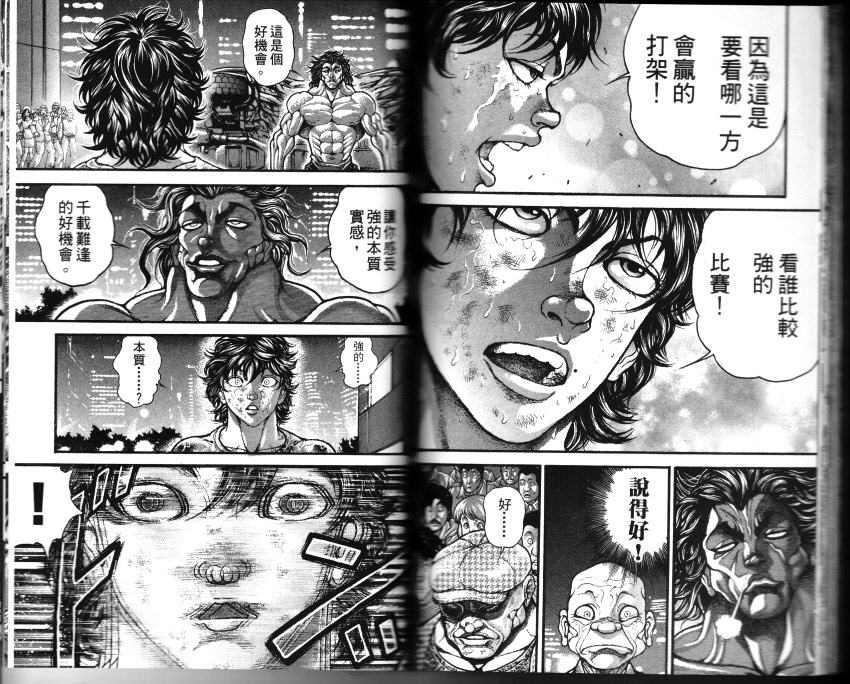 因為這是
要看哪一方
會贏的
打架！
看誰比較
強的
比賽！
說得好！
好……
這是個
好機會。
讓你感受
強的本質
實感，
千載難逢
的好機會。
強的……
本質……？
！